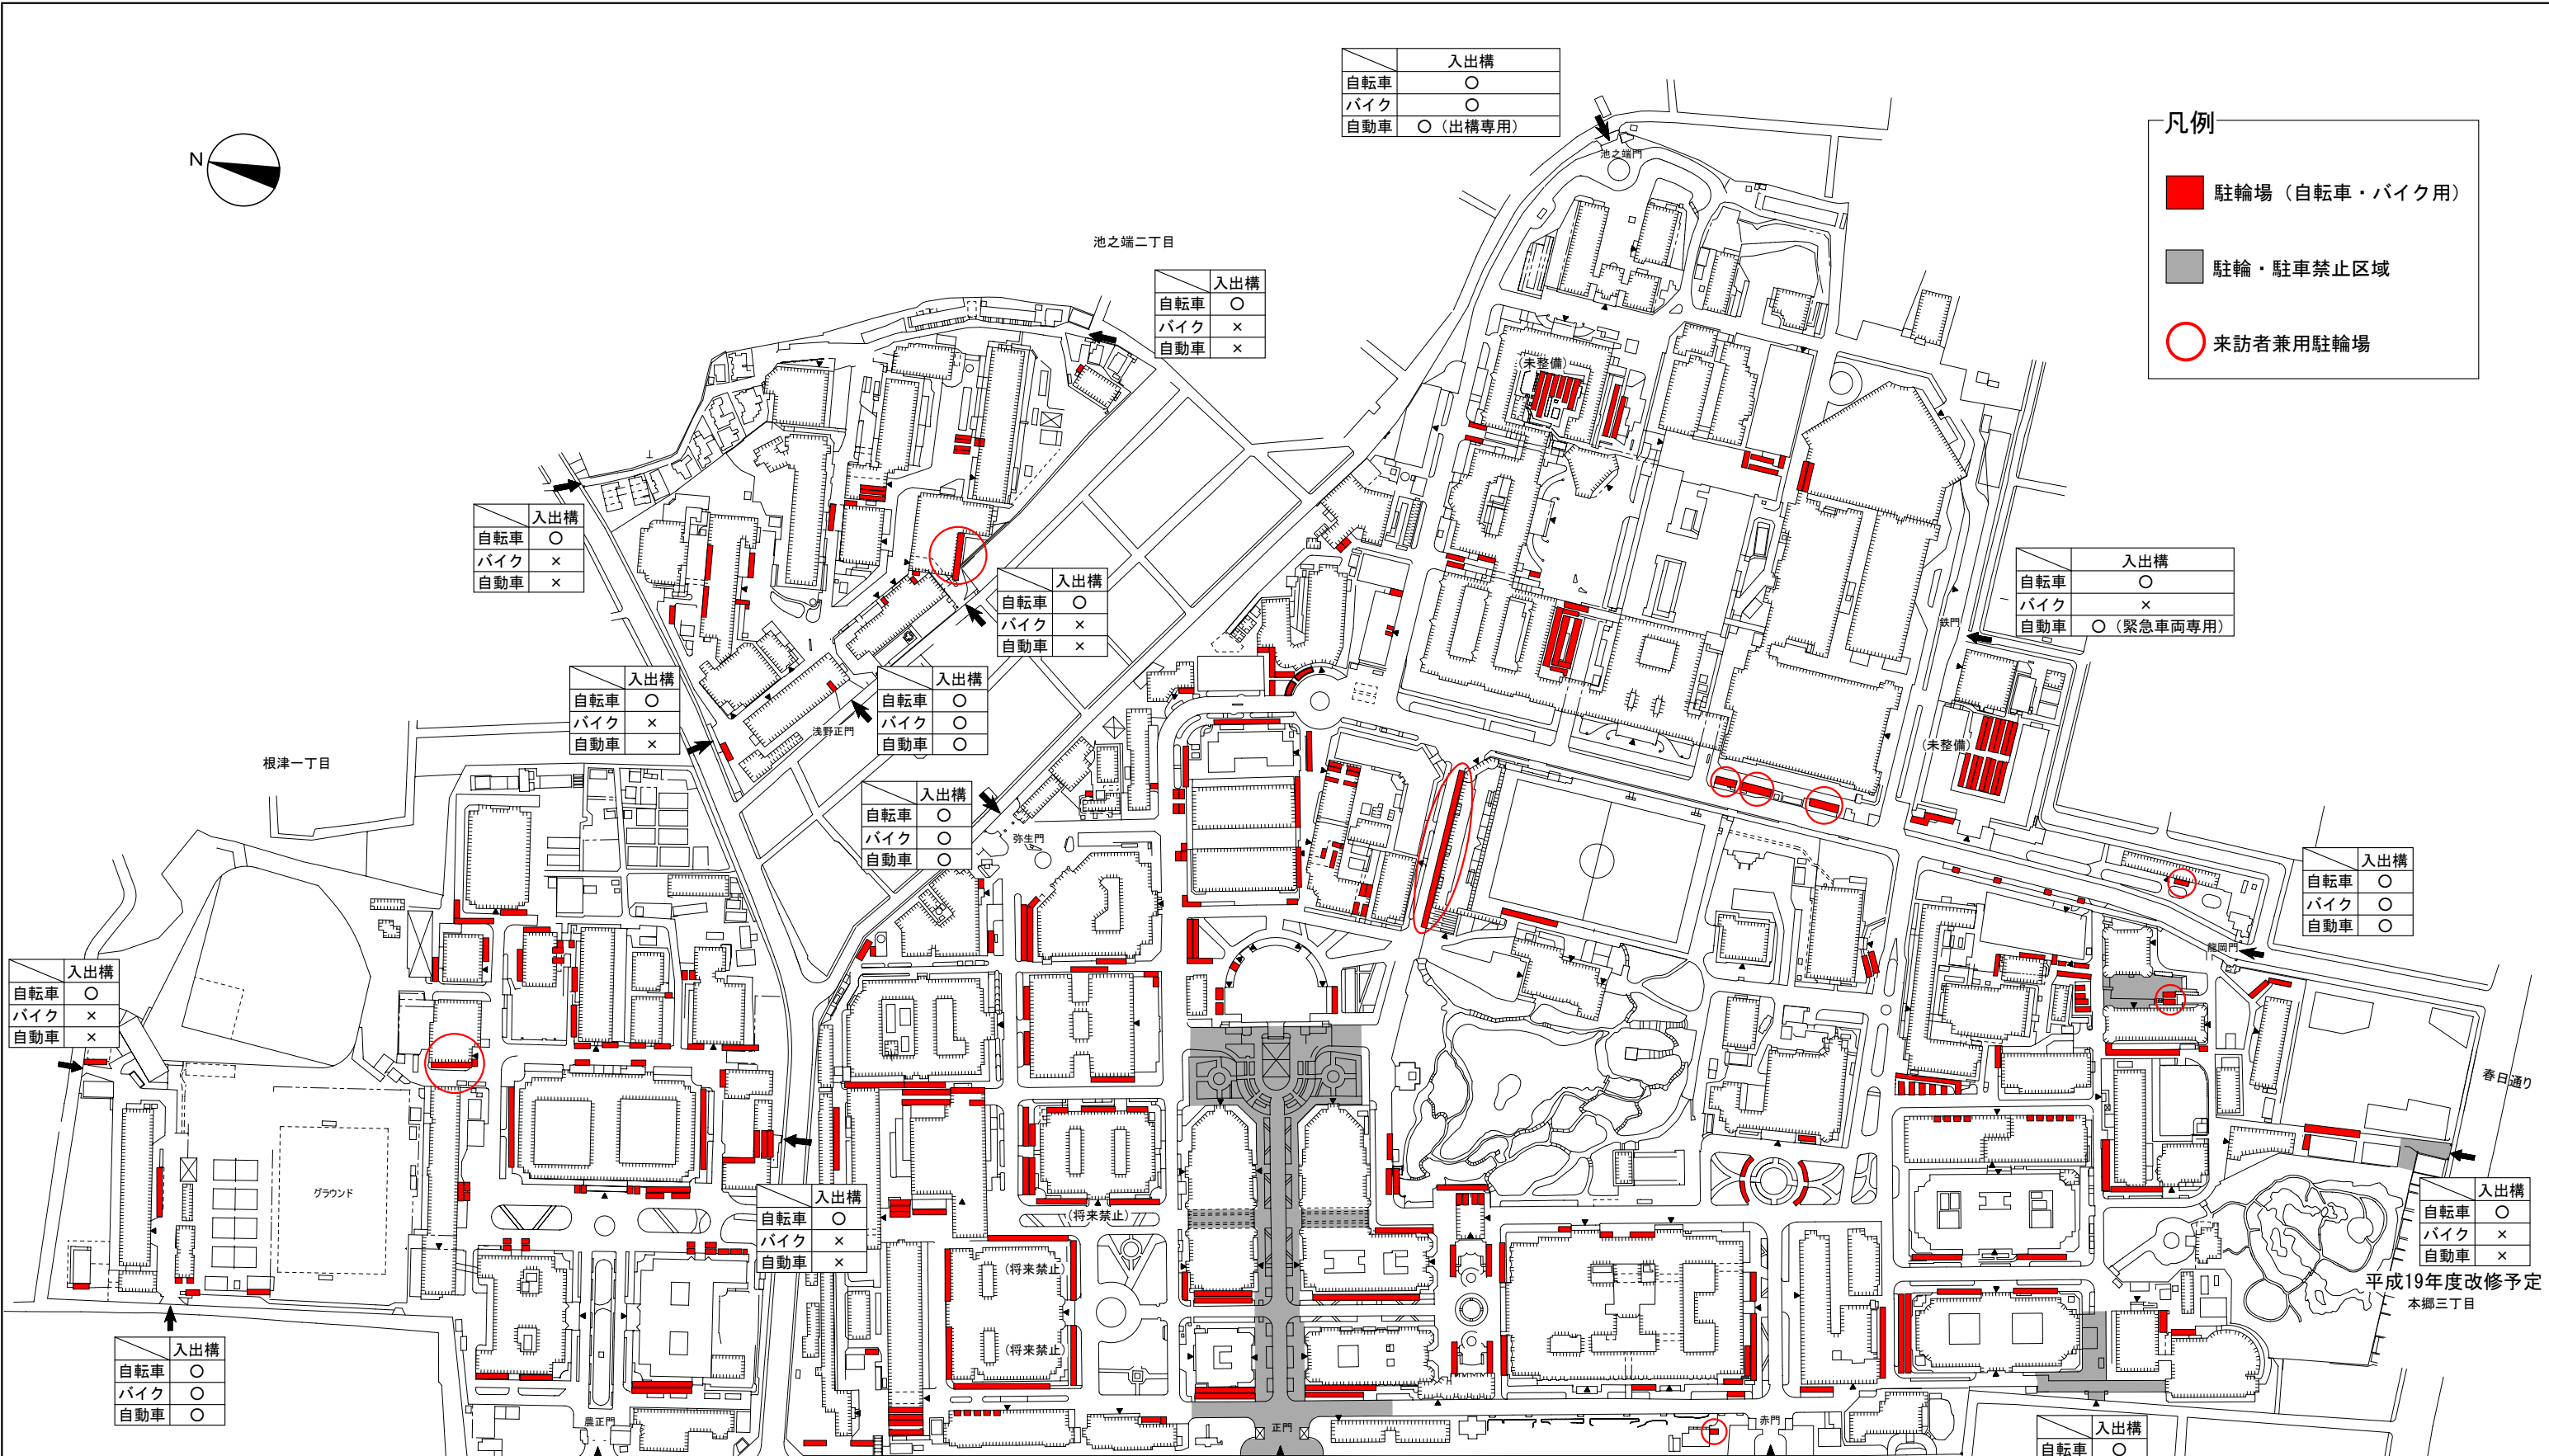 入出構
自転車 ○
バイク ○
自動車 ○（出構専用）
池之端門
凡例
駐輪場（自転車・バイク用）
駐輪・駐車禁止区域
来訪者兼用駐輪場
N
池之端二丁目
入出構
自転車 ○
バイク ×
自動車 ×
（未整備）
入出構
自転車 ○
バイク ×
自動車 ×
入出構
自転車 ○
バイク ×
自動車 ×
入出構
自転車 ○
バイク ×
自動車 ○（緊急車両専用）
鉄門
入出構
自転車 ○
バイク ×
自動車 ×
入出構
自転車 ○
バイク ○
自動車 ○
浅野正門
（未整備）
根津一丁目
入出構
自転車 ○
バイク ○
自動車 ○
弥生門
入出構
自転車 ○
バイク ○
自動車 ○
龍岡門
入出構
自転車 ○
バイク ×
自動車 ×
春日通り
グラウンド
入出構
自転車 ○
バイク ×
自動車 ×
（将来禁止）
（将来禁止）
（将来禁止）
入出構
自転車 ○
バイク ×
自動車 ×
平成19年度改修予定
本郷三丁目
入出構
自転車 ○
バイク ○
自動車 ○
農正門
正門
赤門
入出構
自転車 ○